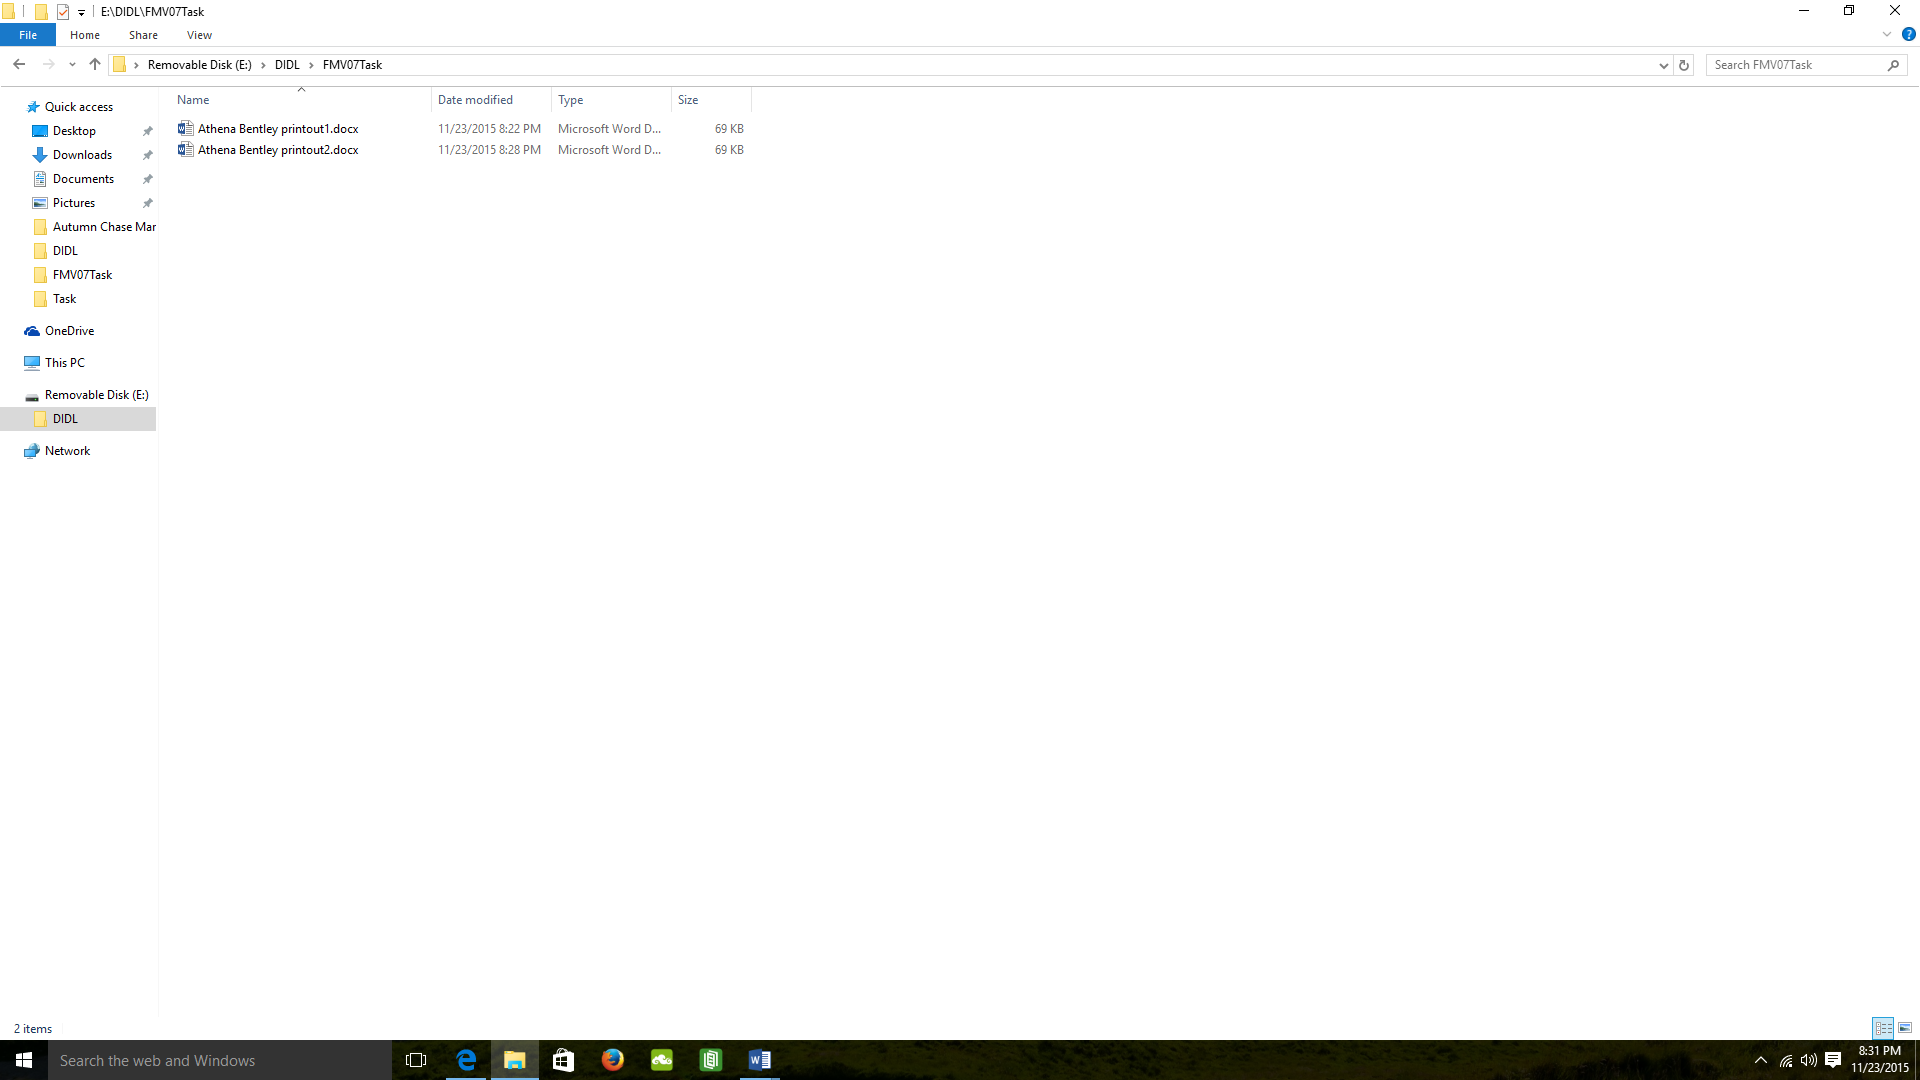 E:\DIDL\FMV07Task
File Home Share View
Removable Disk (E:) DIDL FMV07Task
Search FMV07Task
Name Date modified Type Size
Athena Bentley printout1.docx 11/23/2015 8:22 PM Microsoft Word D... 69 KB
Athena Bentley printout2.docx 11/23/2015 8:28 PM Microsoft Word D... 69 KB
Quick access
Desktop
Downloads
Documents
Pictures
Autumn Chase Mar
DIDL
FMV07Task
Task
OneDrive
This PC
Removable Disk (E:)
DIDL
Network
2 items
Search the web and Windows
8:31 PM
11/23/2015